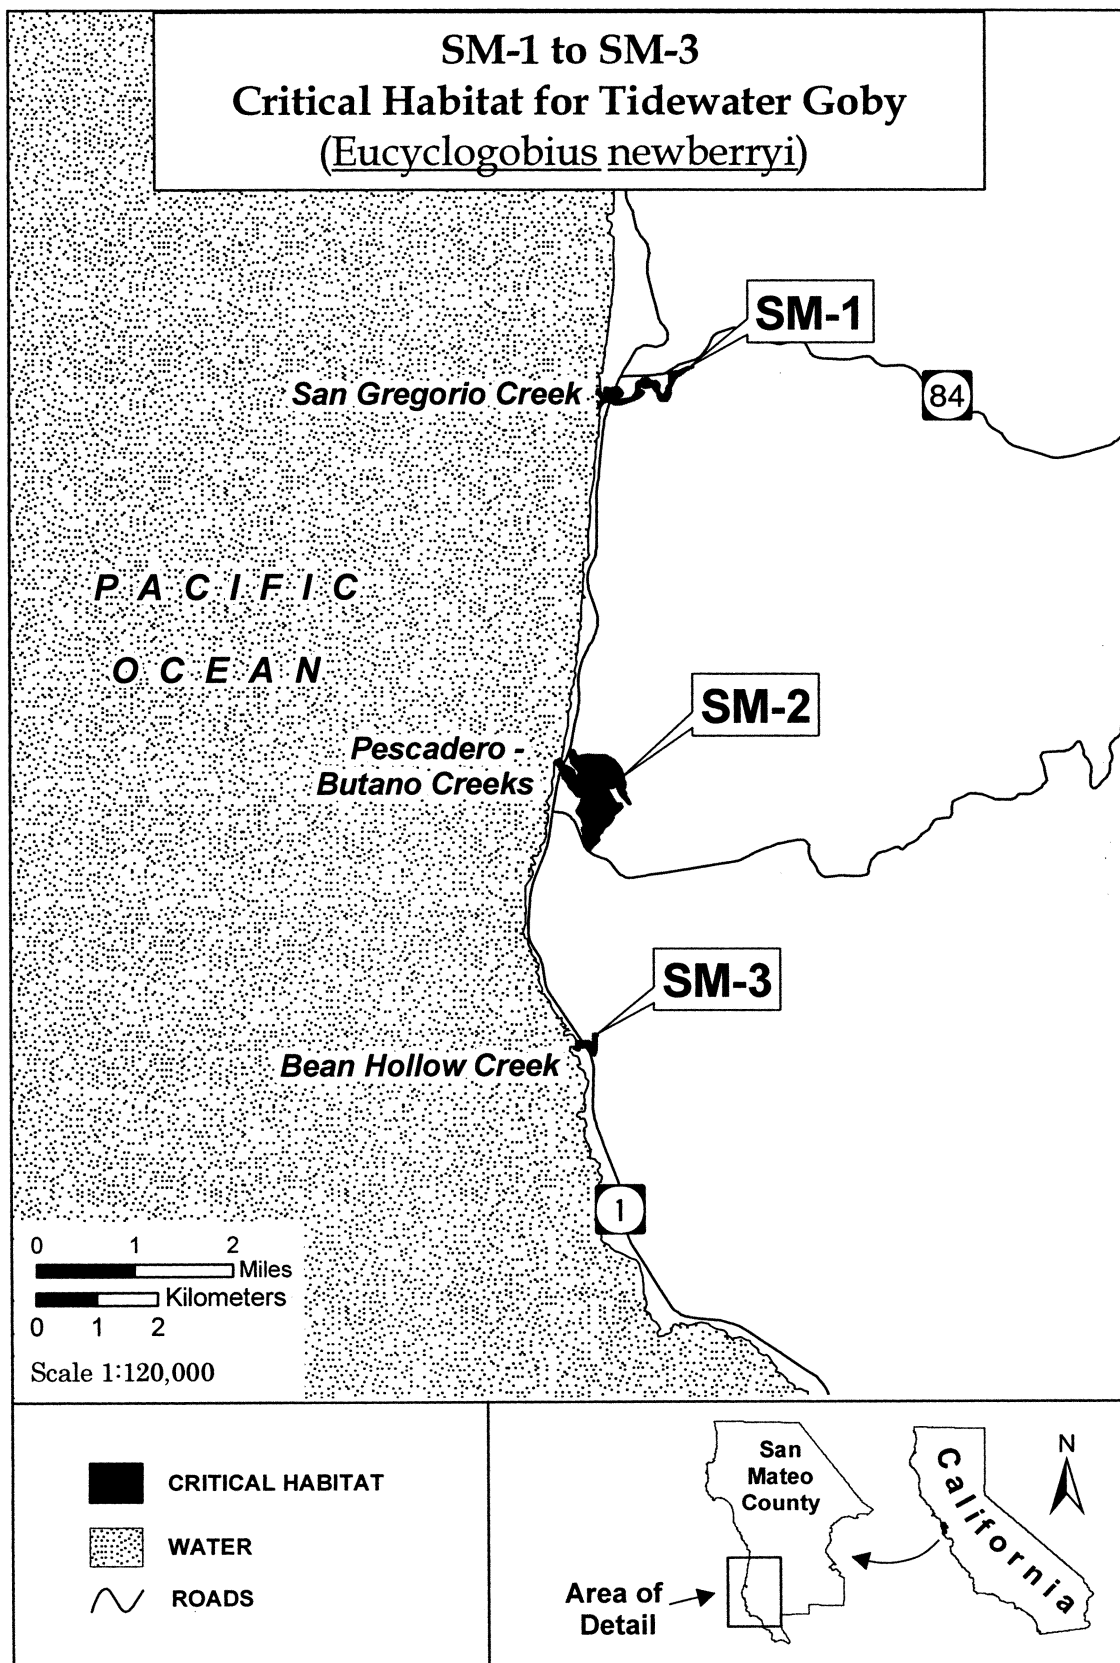 SM-1 to SM-3
Critical Habitat for Tidewater Goby
(Eucyclogobius newberryi)
SM-1
San Gregorio Creek
84
PACIFIC
OCEAN
SM-2
Pescadero -
Butano Creeks
SM-3
Bean Hollow Creek
1
0 1 2
Miles
Kilometers
0 1 2
Scale 1:120,000
CRITICAL HABITAT
WATER
ROADS
San
Mateo
County
California
N
Area of
Detail